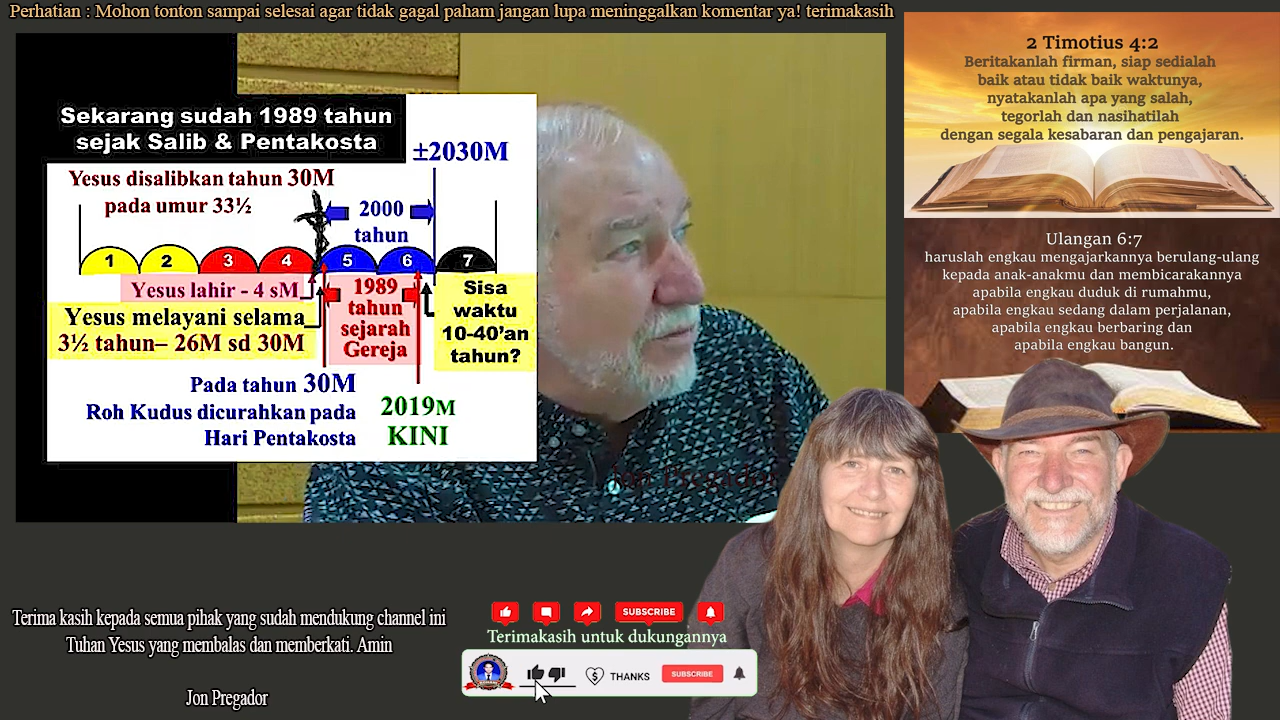 Perhatian : Mohon tonton sampai selesai agar tidak gagal paham jangan lupa meninggalkan komentar ya! terimakasih
Sekarang sudah 1989 tahun
sejak Salib & Pentakosta
±2030M
Yesus disalibkan tahun 30M
pada umur 33½
2000
tahun
1 2 3 4 5 6 7
Yesus lahir - 4 sM
Yesus melayani selama
3½ tahun– 26M sd 30M
1989
tahun
sejarah
Gereja
Sisa
waktu
10-40’an
tahun?
Pada tahun 30M
Roh Kudus dicurahkan pada
Hari Pentakosta
2019M
KINI
Jon Pregador
2 Timotius 4:2
Beritakanlah firman, siap sedialah
baik atau tidak baik waktunya,
nyatakanlah apa yang salah,
tegorlah dan nasihatilah
dengan segala kesabaran dan pengajaran.
Ulangan 6:7
haruslah engkau mengajarkannya berulang-ulang
kepada anak-anakmu dan membicarakannya
apabila engkau duduk di rumahmu,
apabila engkau sedang dalam perjalanan,
apabila engkau berbaring dan
apabila engkau bangun.
Terima kasih kepada semua pihak yang sudah mendukung channel ini
Tuhan Yesus yang membalas dan memberkati. Amin
Jon Pregador
SUBSCRIBE
Terimakasih untuk dukungannya
$ THANKS SUBSCRIBE